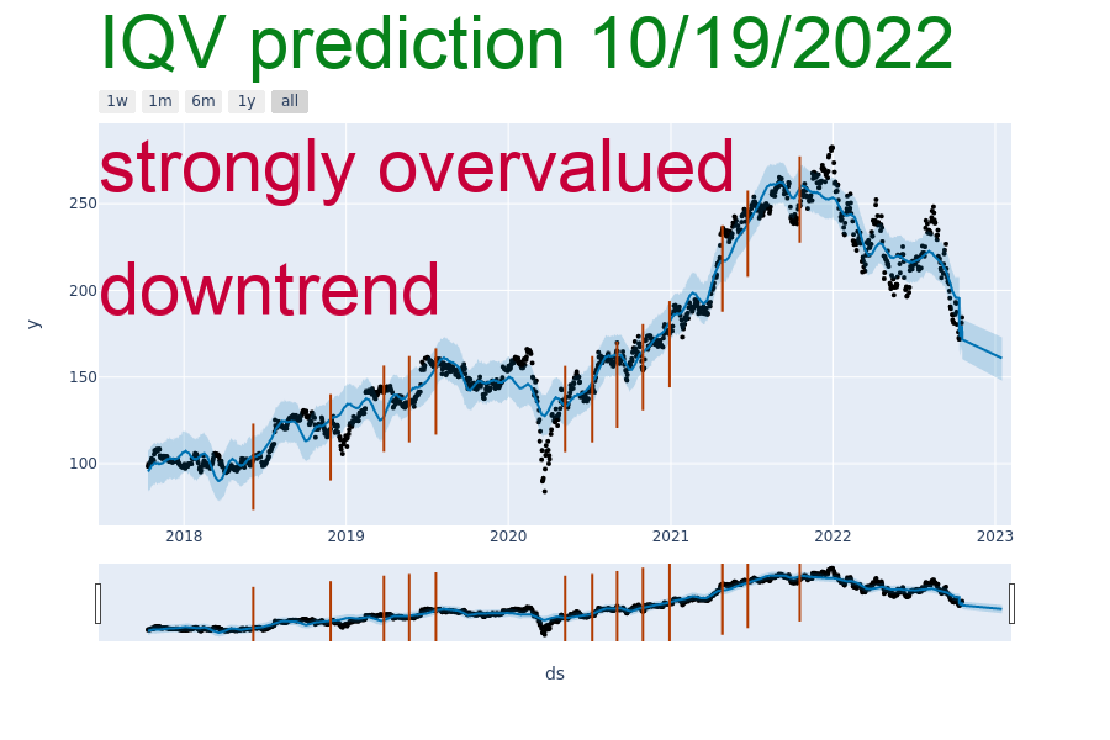 IQV prediction 10/19/2022
1w 1m 6m 1y all
strongly overvalued
250
downtrend
200
y
150
100
2018 2019 2020 2021 2022 2023
ds